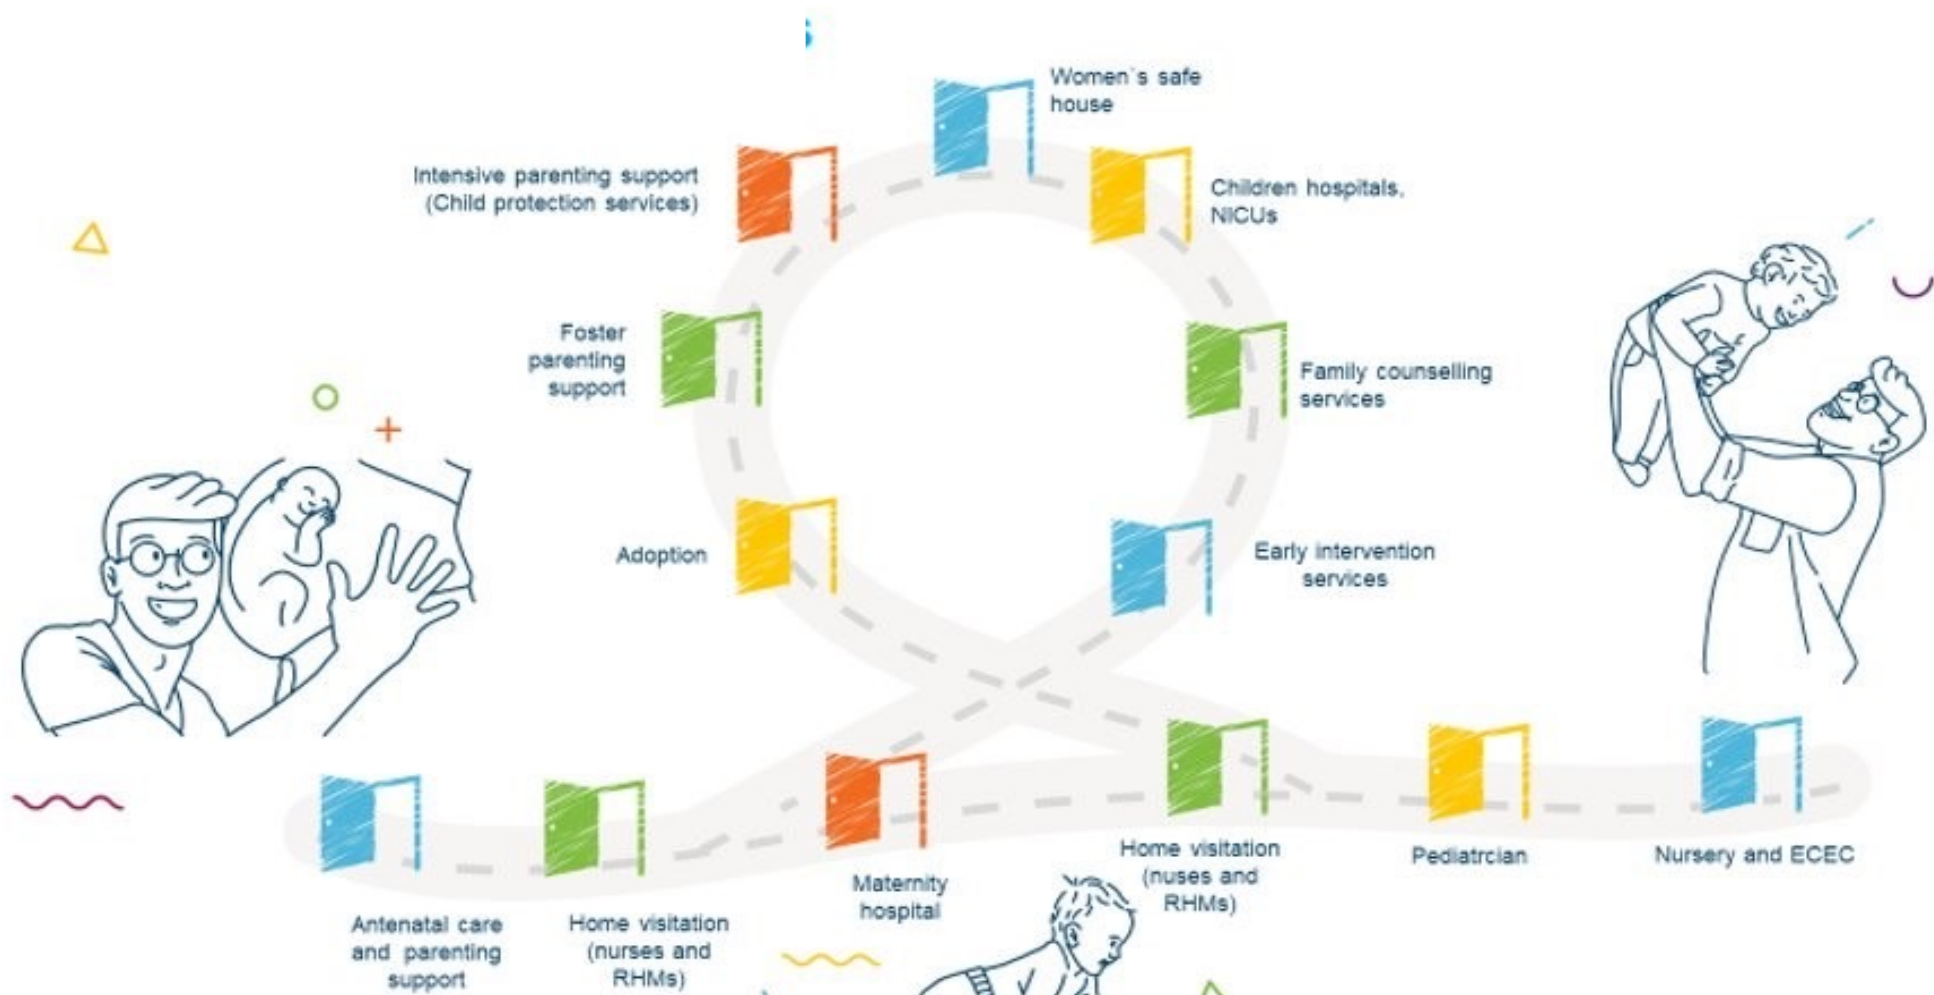 Women´s safe
house
Intensive parenting support
(Child protection services)
Children hospitals,
NICUs
Foster
parenting
support
Family counselling
services
Adoption
Early intervention
services
Antenatal care
and parenting
support
Home visitation
(nurses and
RHMs)
Maternity
hospital
Home visitation
(nuses and
RHMs)
Pediatrcian
Nursery and ECEC